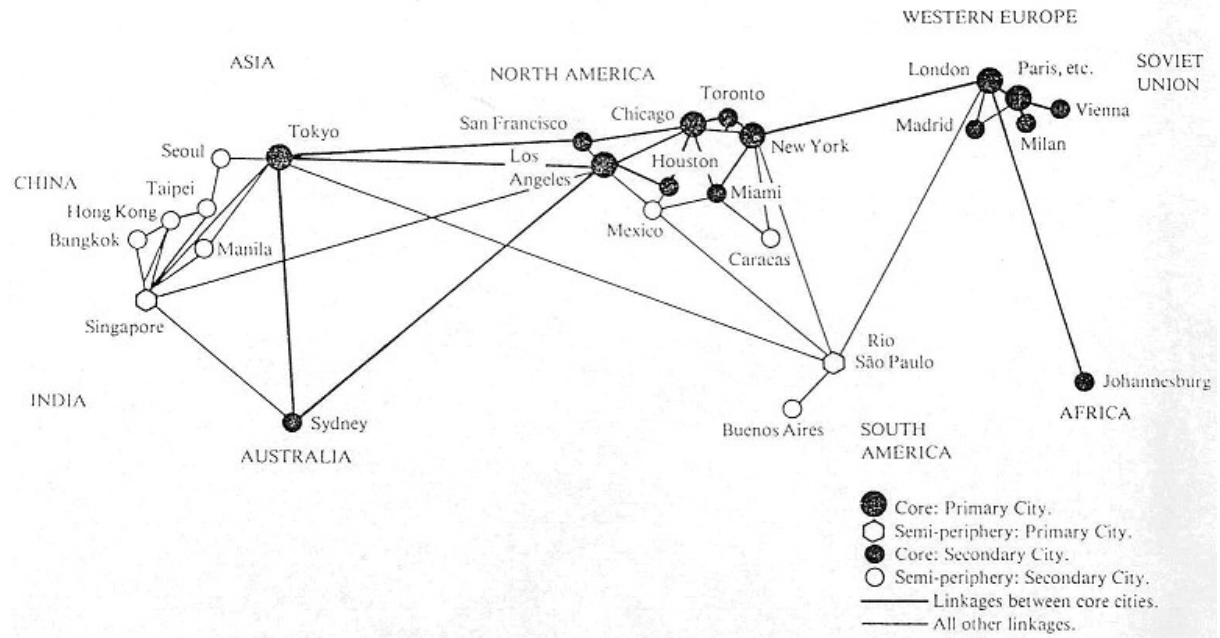 WESTERN EUROPE
ASIA
NORTH AMERICA
London
Paris, etc.
SOVIET
UNION
Toronto
Chicago
San Francisco
Tokyo
Vienna
Madrid
Milan
New York
Seoul
Los
Angeles
Houston
CHINA
Taipei
Miami
Hong Kong
Bangkok
Manila
Mexico
Caracas
Singapore
Rio
São Paulo
Johannesburg
INDIA
AFRICA
Sydney
Buenos Aires
SOUTH
AMERICA
AUSTRALIA
Core: Primary City.
Semi-periphery: Primary City.
Core: Secondary City.
Semi-periphery: Secondary City.
Linkages between core cities.
All other linkages.